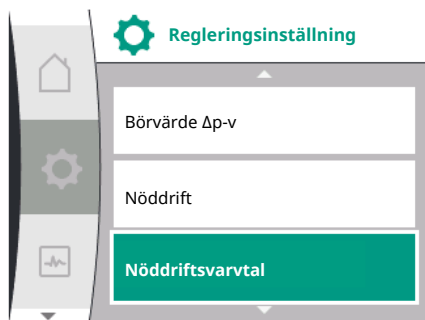 Regleringsinställning
Börvärde Δp-v
Nöddrift
Nöddriftsvarvtal